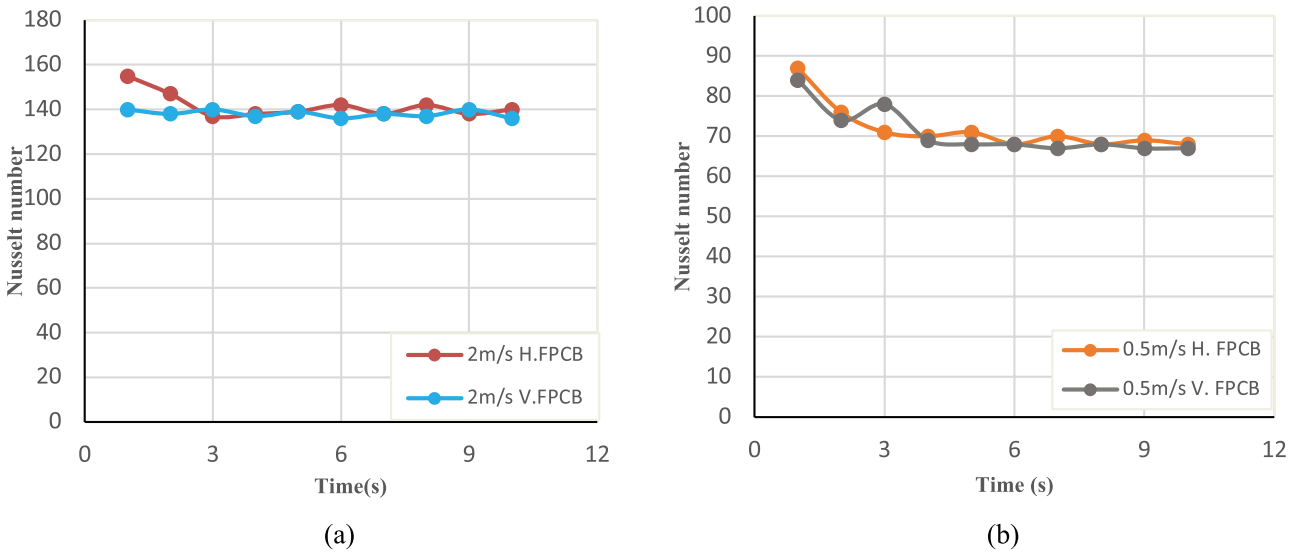 180
160
140
120
100
80
60
40
20
0
Nusselt number
0 3 6 9 12
Time(s)
2m/s H.FPCB
2m/s V.FPCB
(a)
100
90
80
70
60
50
40
30
20
10
0
Nusselt number
0 3 6 9 12
Time (s)
0.5m/s H. FPCB
0.5m/s V. FPCB
(b)